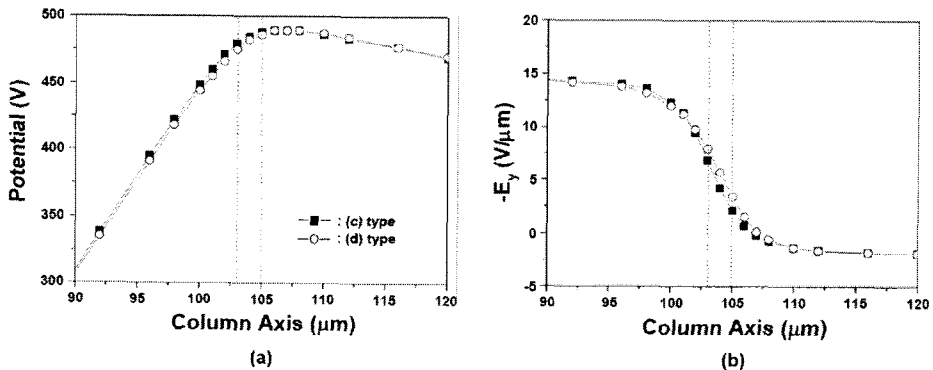 500
450
400
350
300
Potential (V)
: (c) type
: (d) type
90 95 100 105 110 115 120
Column Axis (μm)
(a)
20
15
10
5
0
-5
-E_y (V/μm)
90 95 100 105 110 115 120
Column Axis (μm)
(b)